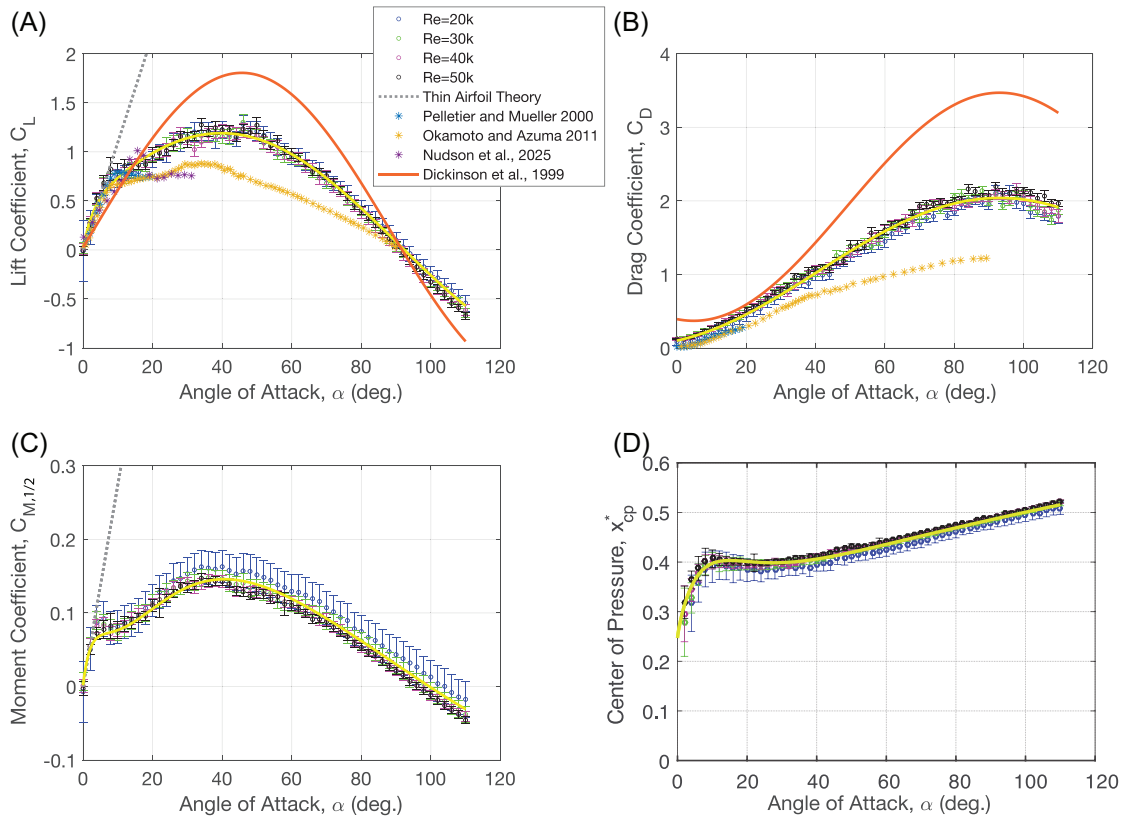 (A)
2
1.5
1
0.5
0
-0.5
-1
Lift Coefficient, C_L
0 20 40 60 80 100 120
Angle of Attack, α (deg.)
Re=20k
Re=30k
Re=40k
Re=50k
Thin Airfoil Theory
Pelletier and Mueller 2000
Okamoto and Azuma 2011
Nudson et al., 2025
Dickinson et al., 1999
(B)
4
3
2
1
0
Drag Coefficient, C_D
0 20 40 60 80 100 120
Angle of Attack, α (deg.)
(C)
0.3
0.2
0.1
0
-0.1
Moment Coefficient, C_M,1/2
0 20 40 60 80 100 120
Angle of Attack, α (deg.)
(D)
0.6
0.5
0.4
0.3
0.2
0.1
0
Center of Pressure, x*_cp
0 20 40 60 80 100 120
Angle of Attack, α (deg.)